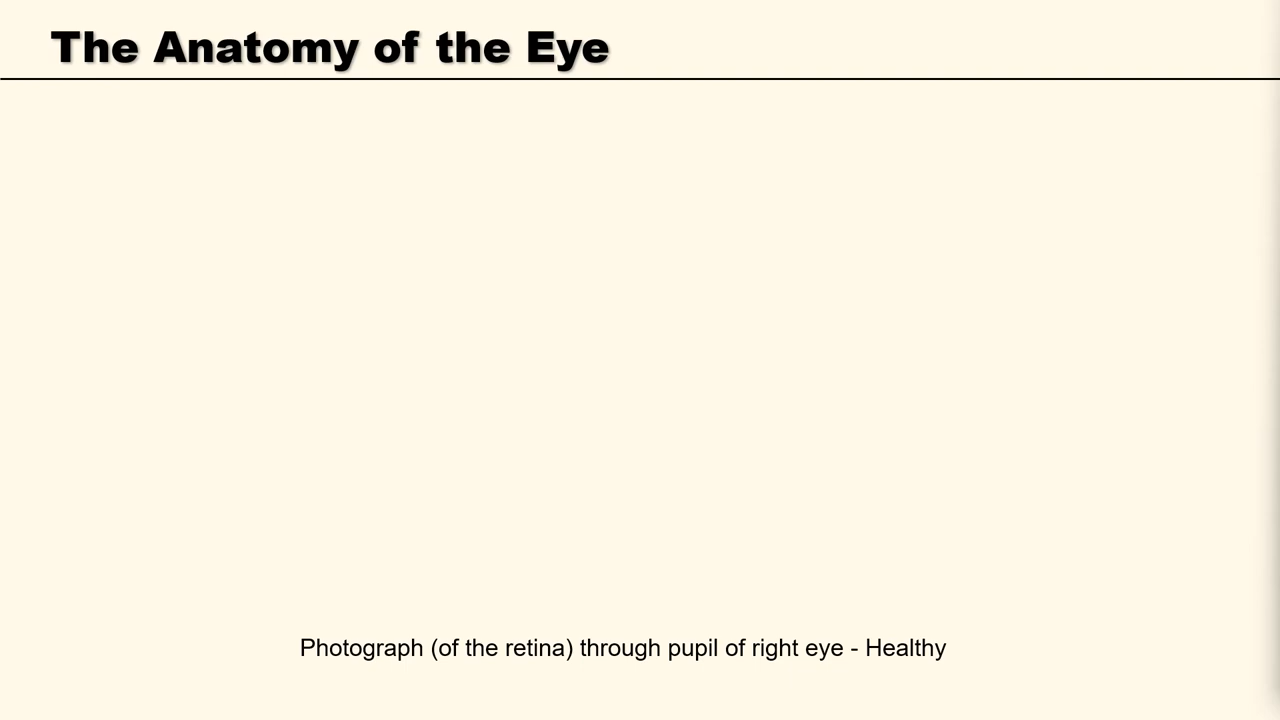 The Anatomy of the Eye
Photograph (of the retina) through pupil of right eye - Healthy